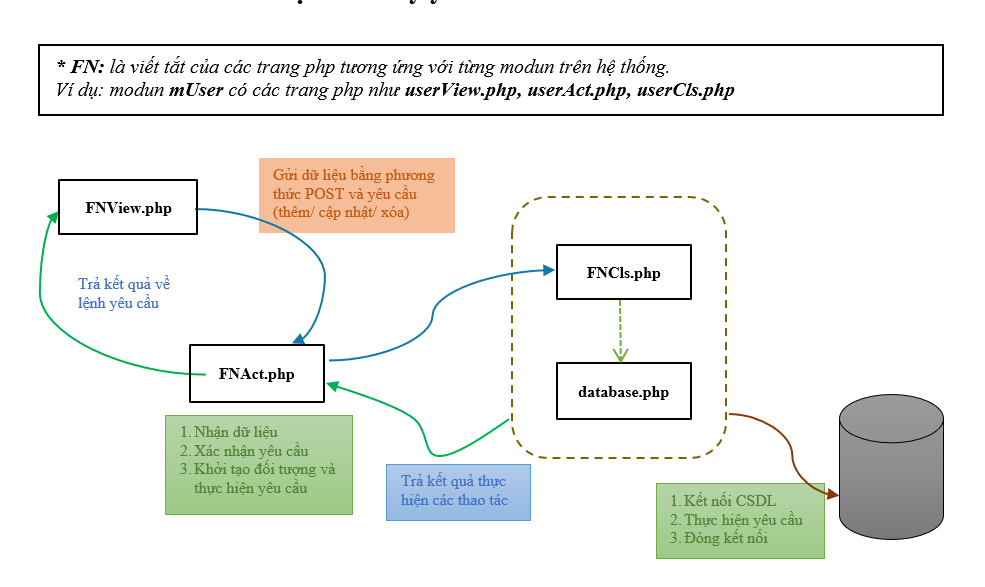 * FN: là viết tắt của các trang php tương ứng với từng modun trên hệ thống.
Ví dụ: modun mUser có các trang php như userView.php, userAct.php, userCls.php
Gửi dữ liệu bằng phương
thức POST và yêu cầu
(thêm/ cập nhật/ xóa)
FNView.php
FNCls.php
Trả kết quả về
lệnh yêu cầu
FNAct.php
database.php
1. Nhận dữ liệu
2. Xác nhận yêu cầu
3. Khởi tạo đối tượng và
thực hiện yêu cầu
Trả kết quả thực
hiện các thao tác
1. Kết nối CSDL
2. Thực hiện yêu cầu
3. Đóng kết nối